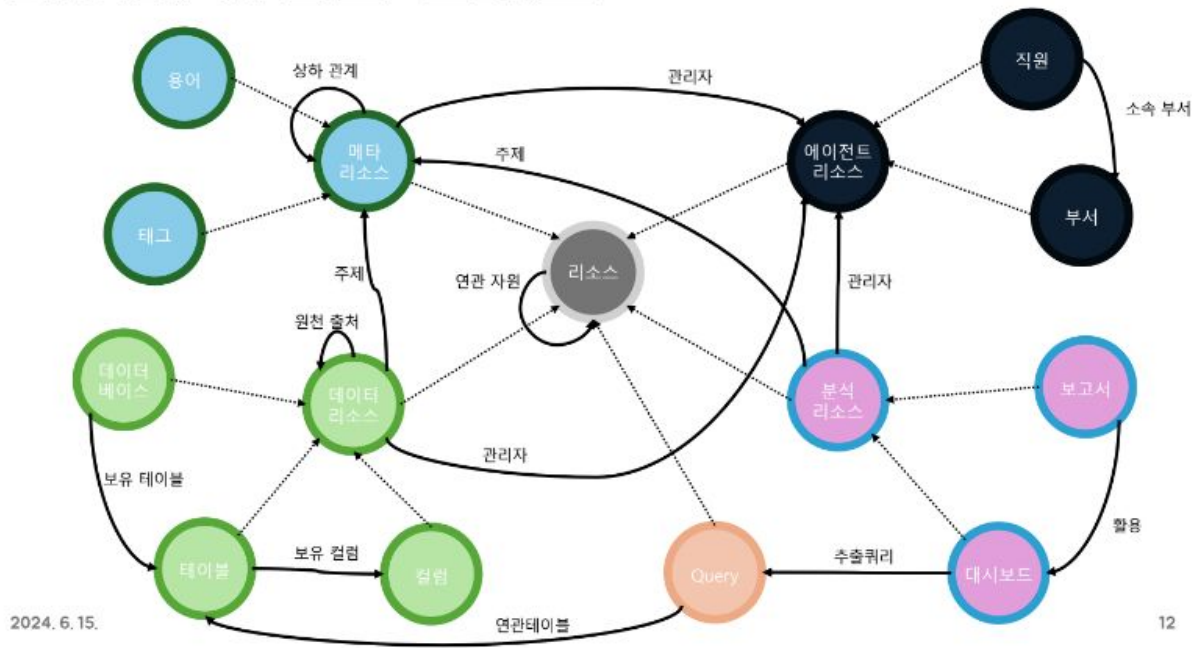 용어
상하 관계
관리자
직원
소속 부서
메타
리소스
주제
에이전트
리소스
태그
부서
리소스
연관 자원
주제
관리자
원천 출처
데이터
베이스
데이터
리소스
분석
리소스
보고서
관리자
보유 테이블
활용
보유 컬럼
추출쿼리
테이블
컬럼
Query
대시보드
연관테이블
2024. 6. 15.
12